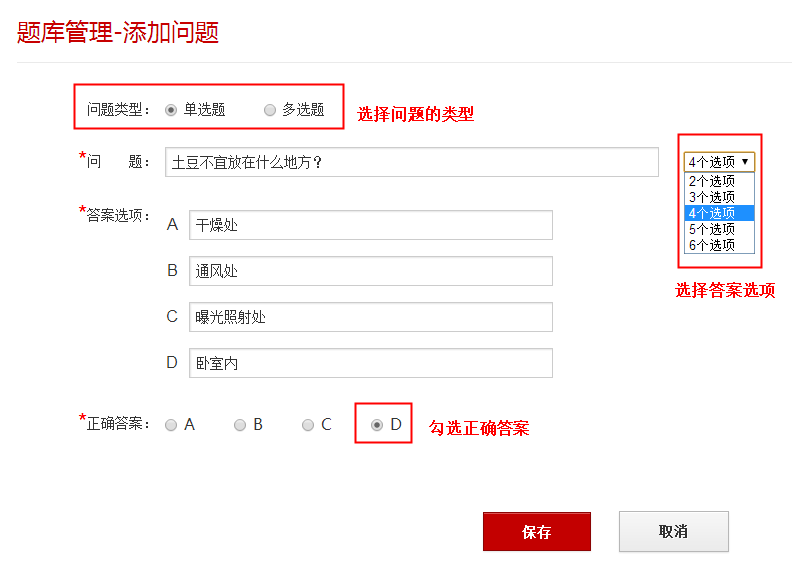 题库管理-添加问题
问题类型： 单选题 多选题 选择问题的类型
*问 题： 土豆不宜放在什么地方？ 4个选项
2个选项
3个选项
4个选项
5个选项
6个选项
选择答案选项
*答案选项： A 干燥处
B 通风处
C 曝光照射处
D 卧室内
*正确答案： A B C D 勾选正确答案
保存 取消